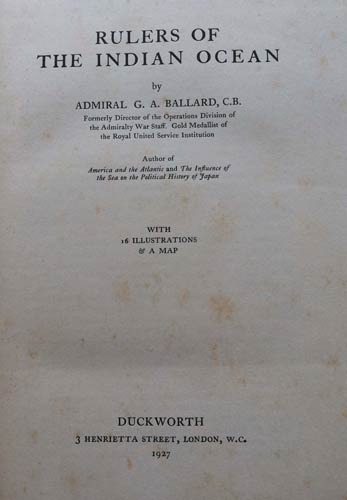 RULERS OF
THE INDIAN OCEAN
by
ADMIRAL G. A. BALLARD, C.B.
Formerly Director of the Operations Division of
the Admiralty War Staff. Gold Medallist of
the Royal United Service Institution
Author of
America and the Atlantic and The Influence of
the Sea on the Political History of Japan
WITH
16 ILLUSTRATIONS
& A MAP
DUCKWORTH
3 HENRIETTA STREET, LONDON, W.C.
1927